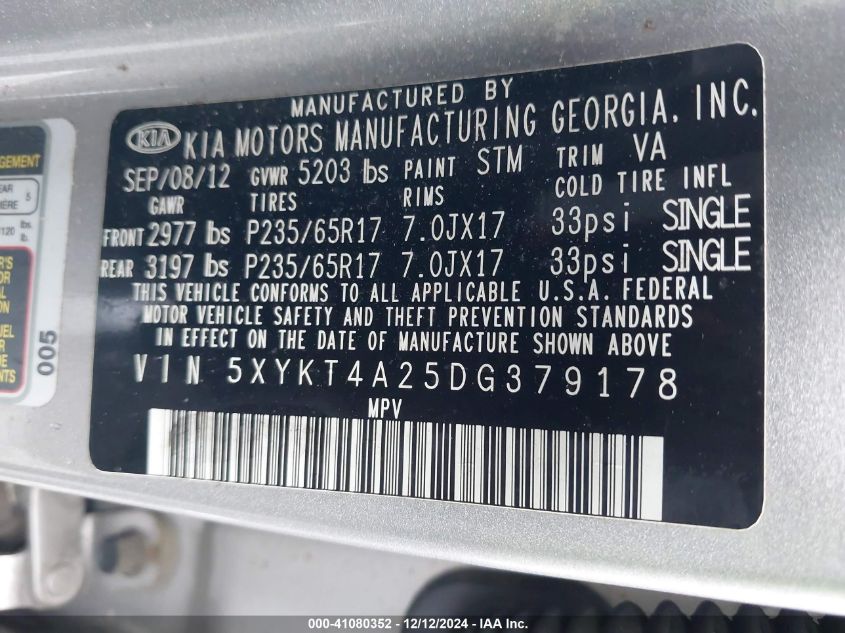 MANUFACTURED BY
KIA KIA MOTORS MANUFACTURING GEORGIA, INC.
SEP/08/12 GVWR 5203 lbs PAINT STM TRIM VA
GAWR TIRES RIMS COLD TIRE INFL
FRONT 2977 lbs P235/65R17 7.0JX17 33psi SINGLE
REAR 3197 lbs P235/65R17 7.0JX17 33psi SINGLE
THIS VEHICLE CONFORMS TO ALL APPLICABLE U.S.A. FEDERAL
MOTOR VEHICLE SAFETY AND THEFT PREVENTION STANDARDS
IN EFFECT ON THE DATE OF MANUFACTURE SHOWN ABOVE
VIN 5XYKT4A25DG379178
MPV
5
lbs.
lb.
005
000-41080352 - 12/12/2024 - IAA Inc.